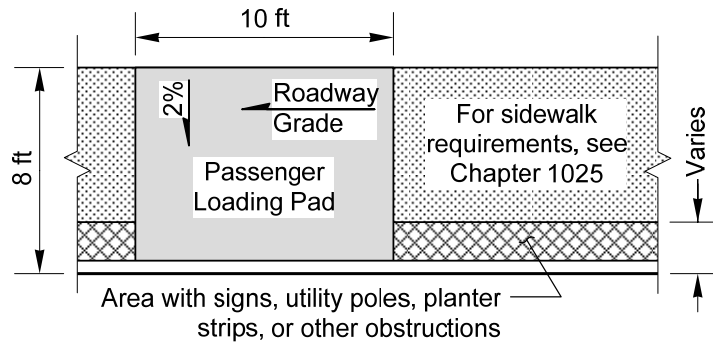 10 ft
2%
Roadway
Grade
For sidewalk
requirements, see
Chapter 1025
8 ft
Passenger
Loading Pad
Varies
Area with signs, utility poles, planter
strips, or other obstructions